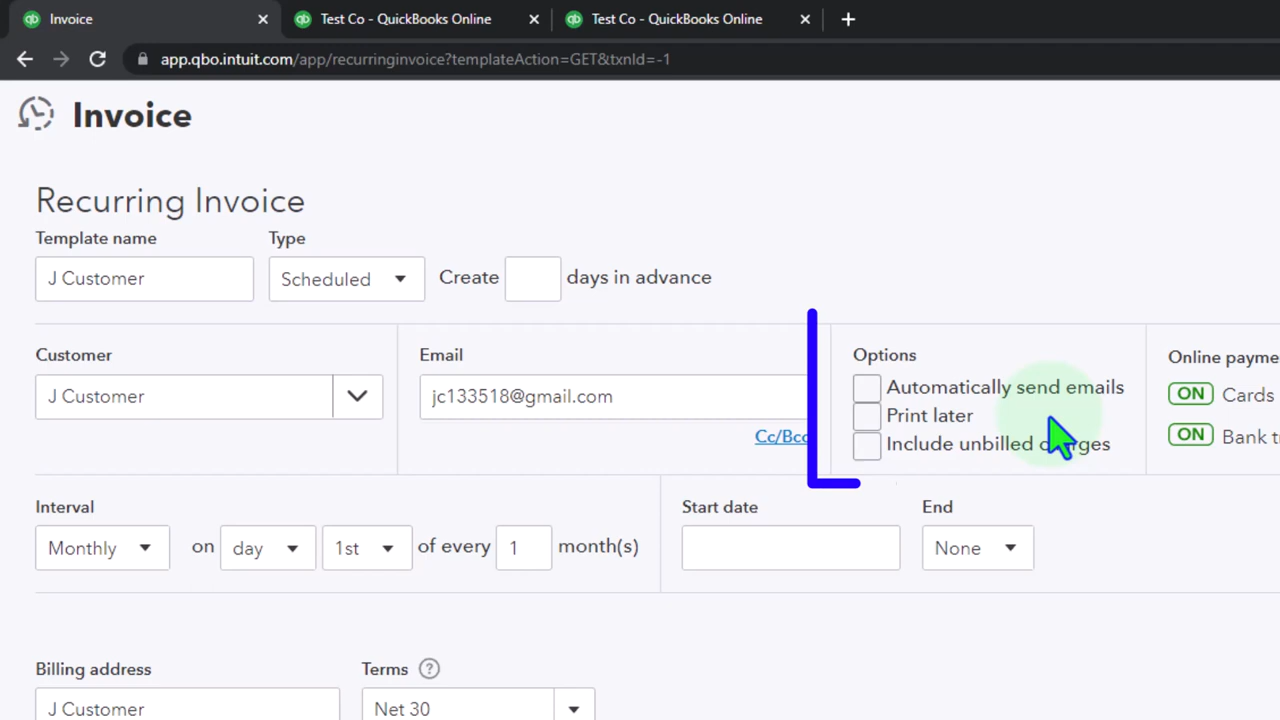 Invoice
Test Co - QuickBooks Online
Test Co - QuickBooks Online
app.qbo.intuit.com/app/recurringinvoice?templateAction=GET&txnId=-1
Invoice
Recurring Invoice
Template name
Type
J Customer
Scheduled
Create
days in advance
Customer
Email
Options
Online payme
J Customer
jc133518@gmail.com
Automatically send emails
ON Cards
Print later
Cc/Bcc
Include unbilled charges
ON Bank tr
Interval
Start date
End
Monthly on day 1st of every 1 month(s)
None
Billing address
Terms ?
J Customer
Net 30